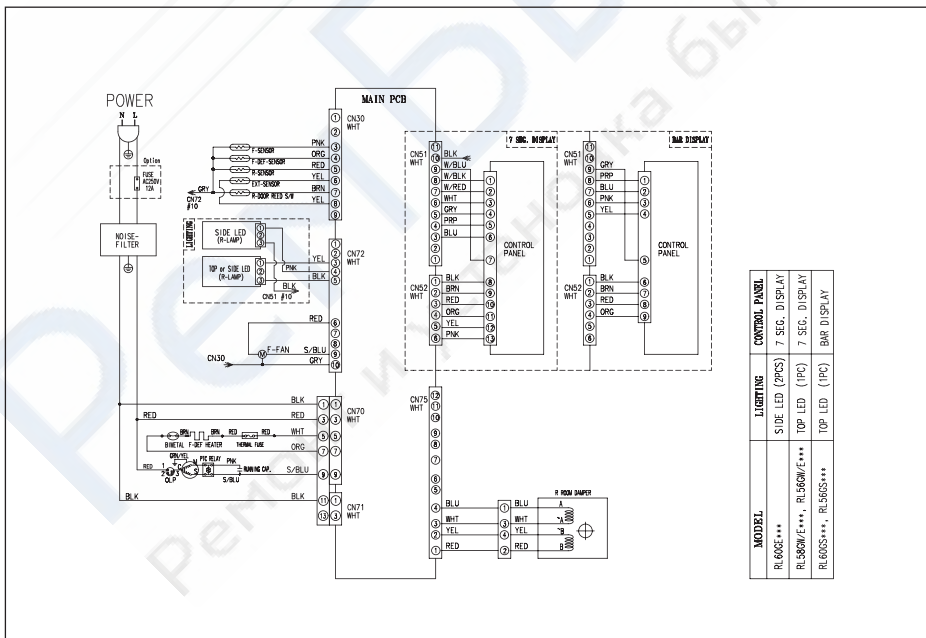 POWER
N L
Option
FUSE
AC250V
12A
NOISE-
FILTER
MAIN PCB
CN30
WHT
PNK
ORG
RED
YEL
BRN
YEL
F-SENSOR
F-DEF-SENSOR
R-SENSOR
EXT-SENSOR
R-DOOR REED S/W
GRY
CN72
#10
LIGHTING
SIDE LED
(R-LAMP)
TOP or SIDE LED
(R-LAMP)
YEL
PNK
BLK
BLK
CN51 #10
CN72
WHT
RED
F-FAN
M
S/BLU
GRY
CN30
BLK
RED
WHT
ORG
S/BLU
CN70
WHT
BRN
BRN
RED
RED
BIMETAL F-DEF HEATER THERMAL FUSE
GRN/YEL
PTC RELAY
PNK
RUNNING CAP.
RED
OLP
S/BLU
BLK
BLK
CN71
WHT
7 SEG. DISPLAY
CN51
WHT
BLK
W/BLU
W/BLK
W/RED
WHT
GRY
PRP
BLU
CONTROL
PANEL
CN52
WHT
BLK
BRN
RED
ORG
YEL
PNK
BAR DISPLAY
CN51
WHT
GRY
PRP
BLU
PNK
YEL
CONTROL
PANEL
CN52
WHT
BLK
BRN
RED
ORG
CN75
WHT
BLU
WHT
YEL
RED
BLU
WHT
YEL
RED
R ROOM DAMPER
A
~A
~B
B
MODEL LIGHTING CONTROL PANEL
RL60GE*** SIDE LED (2PCS) 7 SEG. DISPLAY
RL58GW/E***, RL56GW/E*** TOP LED (1PC) 7 SEG. DISPLAY
RL60GS***, RL56GS*** TOP LED (1PC) BAR DISPLAY